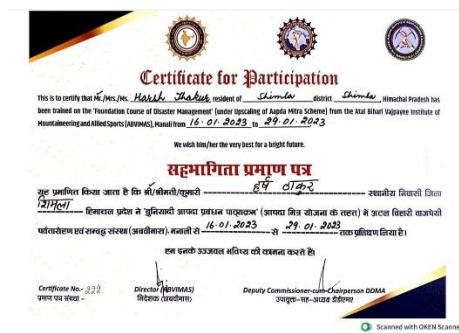 Certificate for Participation
This is to certify that Mr./Mrs./Ms. Harsh Thakur resident of Shimla district Shimla, Himachal Pradesh has
been trained on the 'Foundation Course of Disaster Management' (under Upscaling of Aapda Mitra Scheme) from the Atal Bihari Vajpayee Institute of
Mountaineering and Allied Sports (ABVIMAS), Manali from 16.01.2023 to 29.01.2023
We wish him/her the very best for a bright future.
सहभागिता प्रमाण पत्र
यह प्रमाणित किया जाता है कि श्री/श्रीमती/कुमारी हर्ष ठाकुर स्थानीय निवासी जिला
शिमला हिमाचल प्रदेश ने 'बुनियादी आपदा प्रबंधन पाठ्यक्रम' (आपदा मित्र योजना के तहत) में अटल बिहारी वाजपेयी
पर्वतारोहण एवं सम्बद्ध संस्था (अबवीमास), मनाली से 16.01.2023 से 29.01.2023 तक प्रशिक्षण लिया है।
हम इनके उज्जवल भविष्य की कामना करते हैं।
Certificate No.- 222 Director (ABVIMAS) Deputy Commissioner-cum-Chairperson DDMA
प्रमाण पत्र संख्या - निदेशक (अबवीमास) उपायुक्त-सह-अध्यक्ष डीडीएमए
Scanned with OKEN Scanner